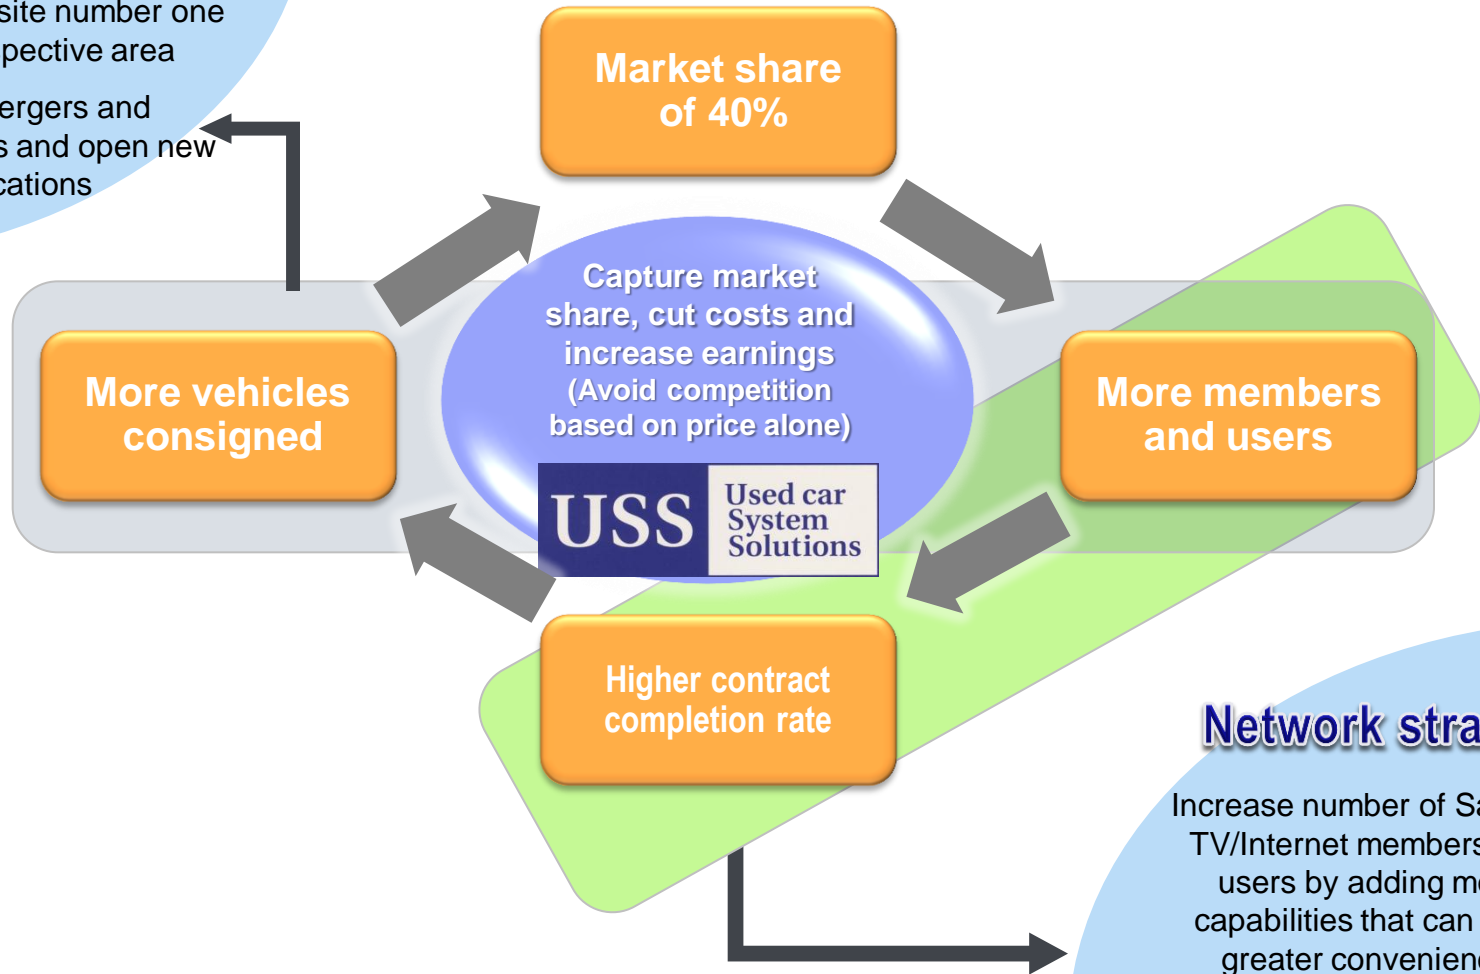 site number one
spective area
ergers and
s and open new
cations
Market share
of 40%
Capture market
share, cut costs and
increase earnings
(Avoid competition
based on price alone)
USS
Used car
System
Solutions
More vehicles
consigned
More members
and users
Higher contract
completion rate
Network stra
Increase number of Sa
TV/Internet members
users by adding mo
capabilities that can
greater convenienc